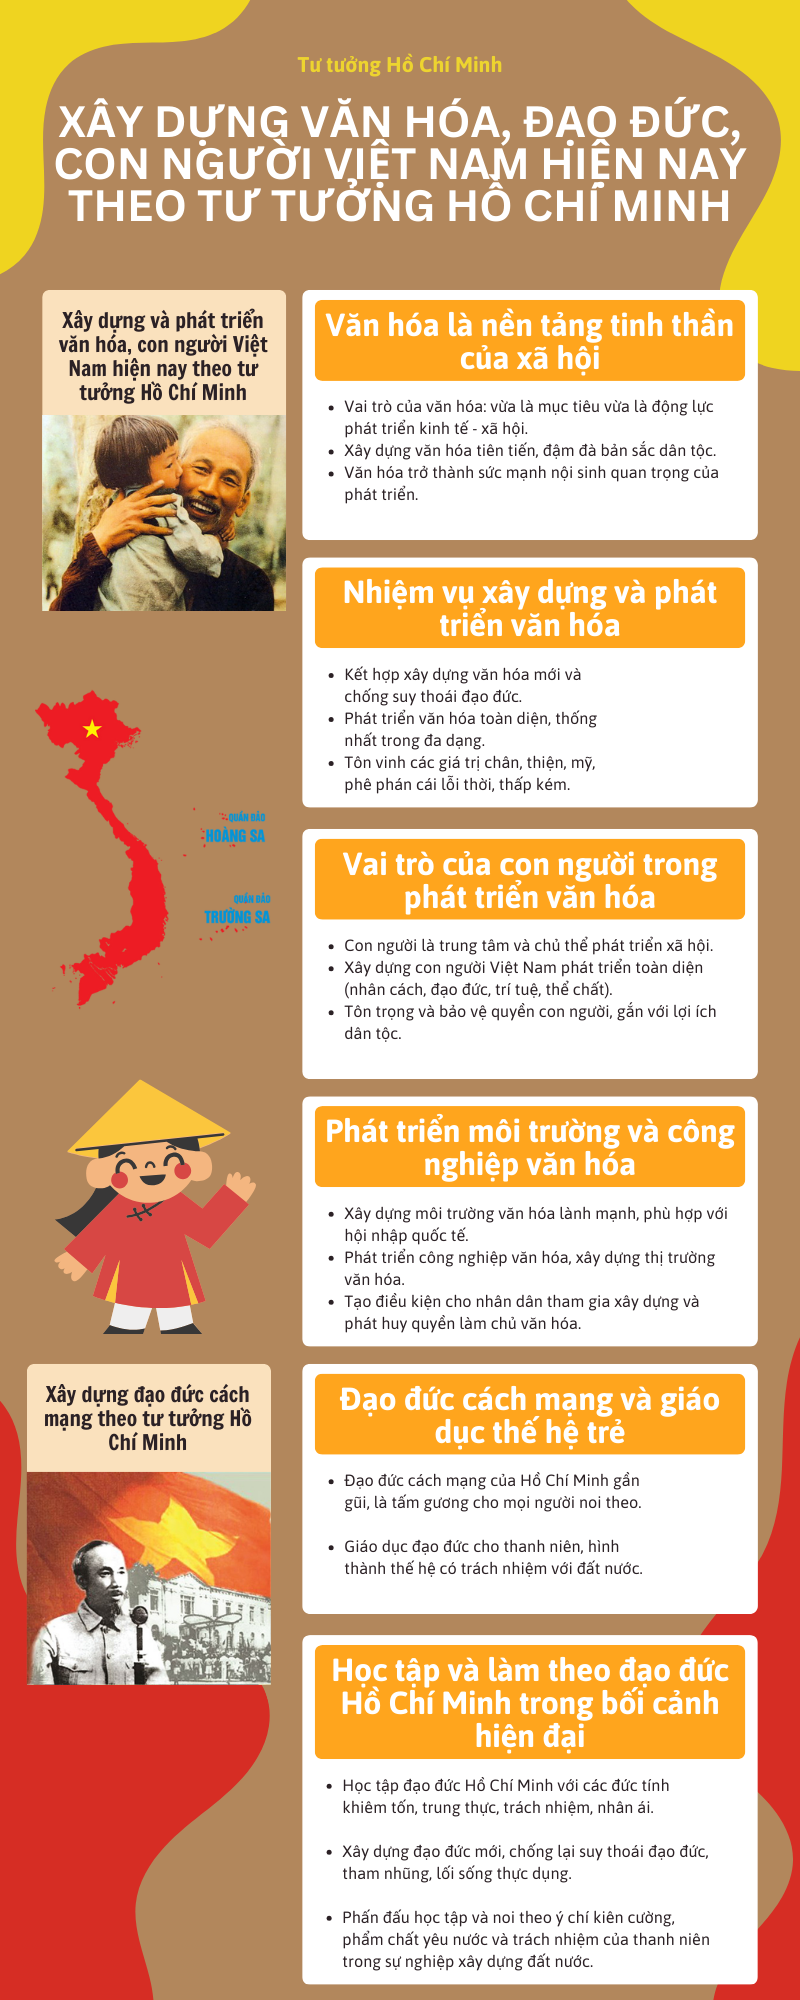 Tư tưởng Hồ Chí Minh
XÂY DỰNG VĂN HÓA, ĐẠO ĐỨC,
CON NGƯỜI VIỆT NAM HIỆN NAY
THEO TƯ TƯỞNG HỒ CHÍ MINH
Xây dựng và phát triển
văn hóa, con người Việt
Nam hiện nay theo tư
tưởng Hồ Chí Minh
Văn hóa là nền tảng tinh thần
của xã hội
• Vai trò của văn hóa: vừa là mục tiêu vừa là động lực
phát triển kinh tế - xã hội.
• Xây dựng văn hóa tiên tiến, đậm đà bản sắc dân tộc.
• Văn hóa trở thành sức mạnh nội sinh quan trọng của
phát triển.
Nhiệm vụ xây dựng và phát
triển văn hóa
• Kết hợp xây dựng văn hóa mới và
chống suy thoái đạo đức.
• Phát triển văn hóa toàn diện, thống
nhất trong đa dạng.
• Tôn vinh các giá trị chân, thiện, mỹ,
phê phán cái lỗi thời, thấp kém.
QUẦN ĐẢO
HOÀNG SA
QUẦN ĐẢO
TRƯỜNG SA
Vai trò của con người trong
phát triển văn hóa
• Con người là trung tâm và chủ thể phát triển xã hội.
• Xây dựng con người Việt Nam phát triển toàn diện
(nhân cách, đạo đức, trí tuệ, thể chất).
• Tôn trọng và bảo vệ quyền con người, gắn với lợi ích
dân tộc.
Phát triển môi trường và công
nghiệp văn hóa
• Xây dựng môi trường văn hóa lành mạnh, phù hợp với
hội nhập quốc tế.
• Phát triển công nghiệp văn hóa, xây dựng thị trường
văn hóa.
• Tạo điều kiện cho nhân dân tham gia xây dựng và
phát huy quyền làm chủ văn hóa.
Xây dựng đạo đức cách
mạng theo tư tưởng Hồ
Chí Minh
Đạo đức cách mạng và giáo
dục thế hệ trẻ
• Đạo đức cách mạng của Hồ Chí Minh gần
gũi, là tấm gương cho mọi người noi theo.
• Giáo dục đạo đức cho thanh niên, hình
thành thế hệ có trách nhiệm với đất nước.
Học tập và làm theo đạo đức
Hồ Chí Minh trong bối cảnh
hiện đại
• Học tập đạo đức Hồ Chí Minh với các đức tính
khiêm tốn, trung thực, trách nhiệm, nhân ái.
• Xây dựng đạo đức mới, chống lại suy thoái đạo đức,
tham nhũng, lối sống thực dụng.
• Phấn đấu học tập và noi theo ý chí kiên cường,
phẩm chất yêu nước và trách nhiệm của thanh niên
trong sự nghiệp xây dựng đất nước.